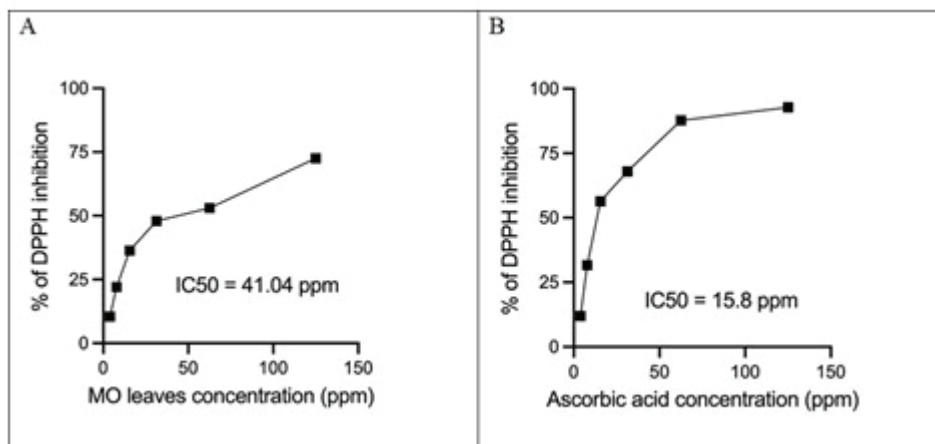 A
100
75
50
25
0
% of DPPH inhibition
IC50 = 41.04 ppm
0 50 100 150
MO leaves concentration (ppm)
B
100
75
50
25
0
% of DPPH inhibition
IC50 = 15.8 ppm
0 50 100 150
Ascorbic acid concentration (ppm)